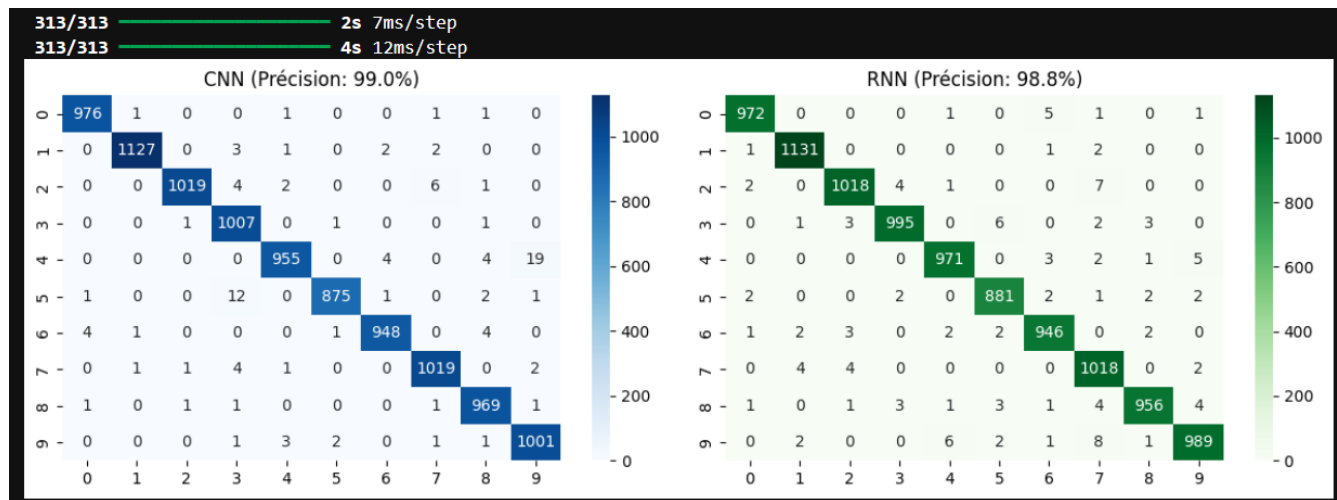 313/313 ━━━━━━━━━━━━━━━━━━━━ 2s 7ms/step
313/313 ━━━━━━━━━━━━━━━━━━━━ 4s 12ms/step
CNN (Précision: 99.0%)
0 976 1 0 0 1 0 0 1 1 0
1 0 1127 0 3 1 0 2 2 0 0
2 0 0 1019 4 2 0 0 6 1 0
3 0 0 1 1007 0 1 0 0 1 0
4 0 0 0 0 955 0 4 0 4 19
5 1 0 0 12 0 875 1 0 2 1
6 4 1 0 0 0 1 948 0 4 0
7 0 1 1 4 1 0 0 1019 0 2
8 1 0 1 1 0 0 0 1 969 1
9 0 0 0 1 3 2 0 1 1 1001
0 1 2 3 4 5 6 7 8 9
1000
800
600
400
200
0
RNN (Précision: 98.8%)
0 972 0 0 0 1 0 5 1 0 1
1 1 1131 0 0 0 0 1 2 0 0
2 2 0 1018 4 1 0 0 7 0 0
3 0 1 3 995 0 6 0 2 3 0
4 0 0 0 0 971 0 3 2 1 5
5 2 0 0 2 0 881 2 1 2 2
6 1 2 3 0 2 2 946 0 2 0
7 0 4 4 0 0 0 0 1018 0 2
8 1 0 1 3 1 3 1 4 956 4
9 0 2 0 0 6 2 1 8 1 989
0 1 2 3 4 5 6 7 8 9
1000
800
600
400
200
0